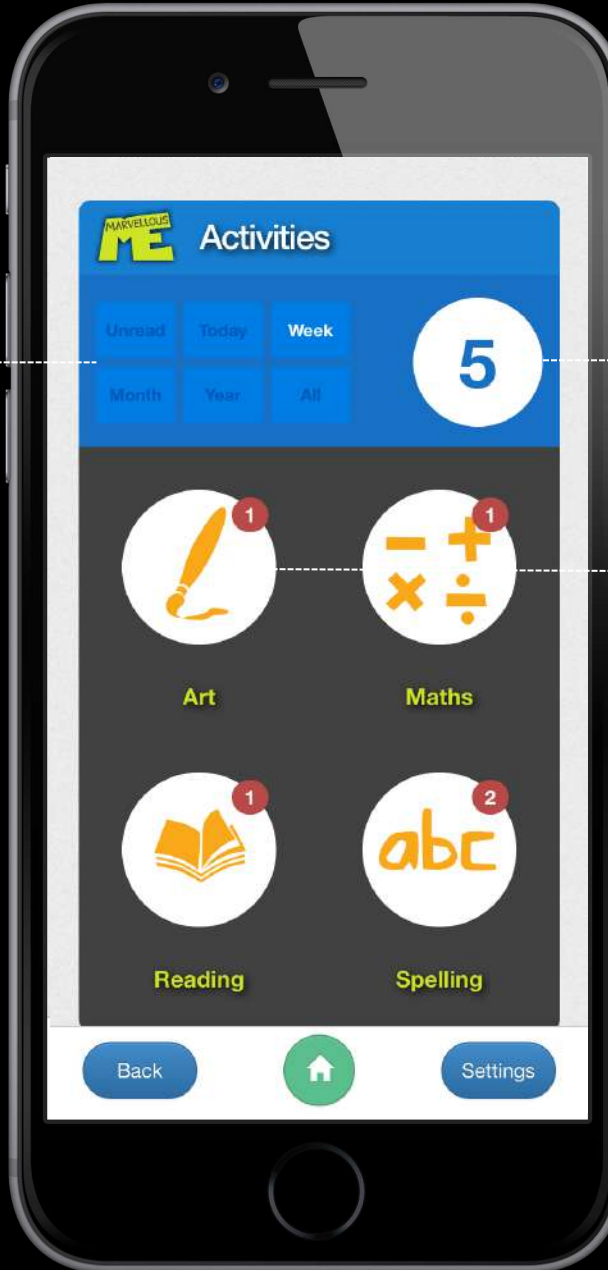 MARVELLOUS
ME
Activities
Unread Today Week
5
Month Year All
1 1
abc
Art Maths
1 2
Reading Spelling
Back Settings